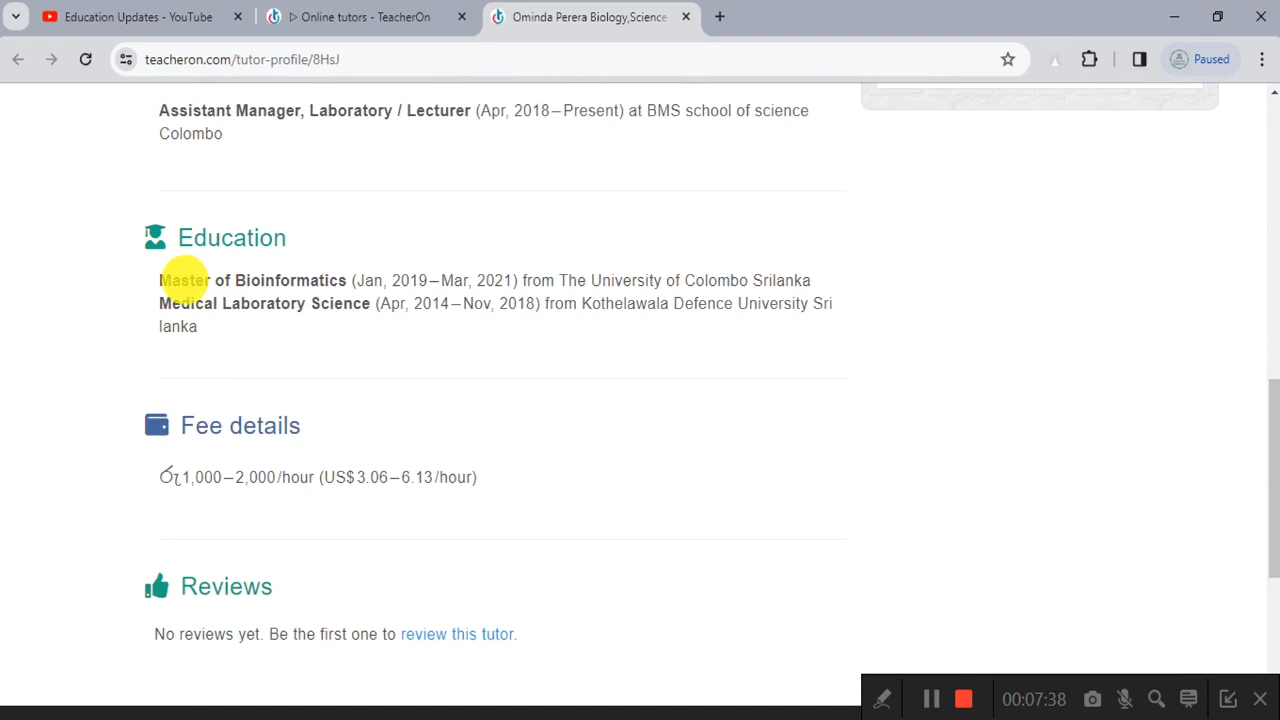 Education Updates - YouTube
Online tutors - TeacherOn
Ominda Perera Biology,Science
teacheron.com/tutor-profile/8HsJ
Paused
Assistant Manager, Laboratory / Lecturer (Apr, 2018–Present) at BMS school of science
Colombo
Education
Master of Bioinformatics (Jan, 2019–Mar, 2021) from The University of Colombo Srilanka
Medical Laboratory Science (Apr, 2014–Nov, 2018) from Kothelawala Defence University Sri
lanka
Fee details
රු1,000–2,000/hour (US$3.06–6.13/hour)
Reviews
No reviews yet. Be the first one to review this tutor.
00:07:38